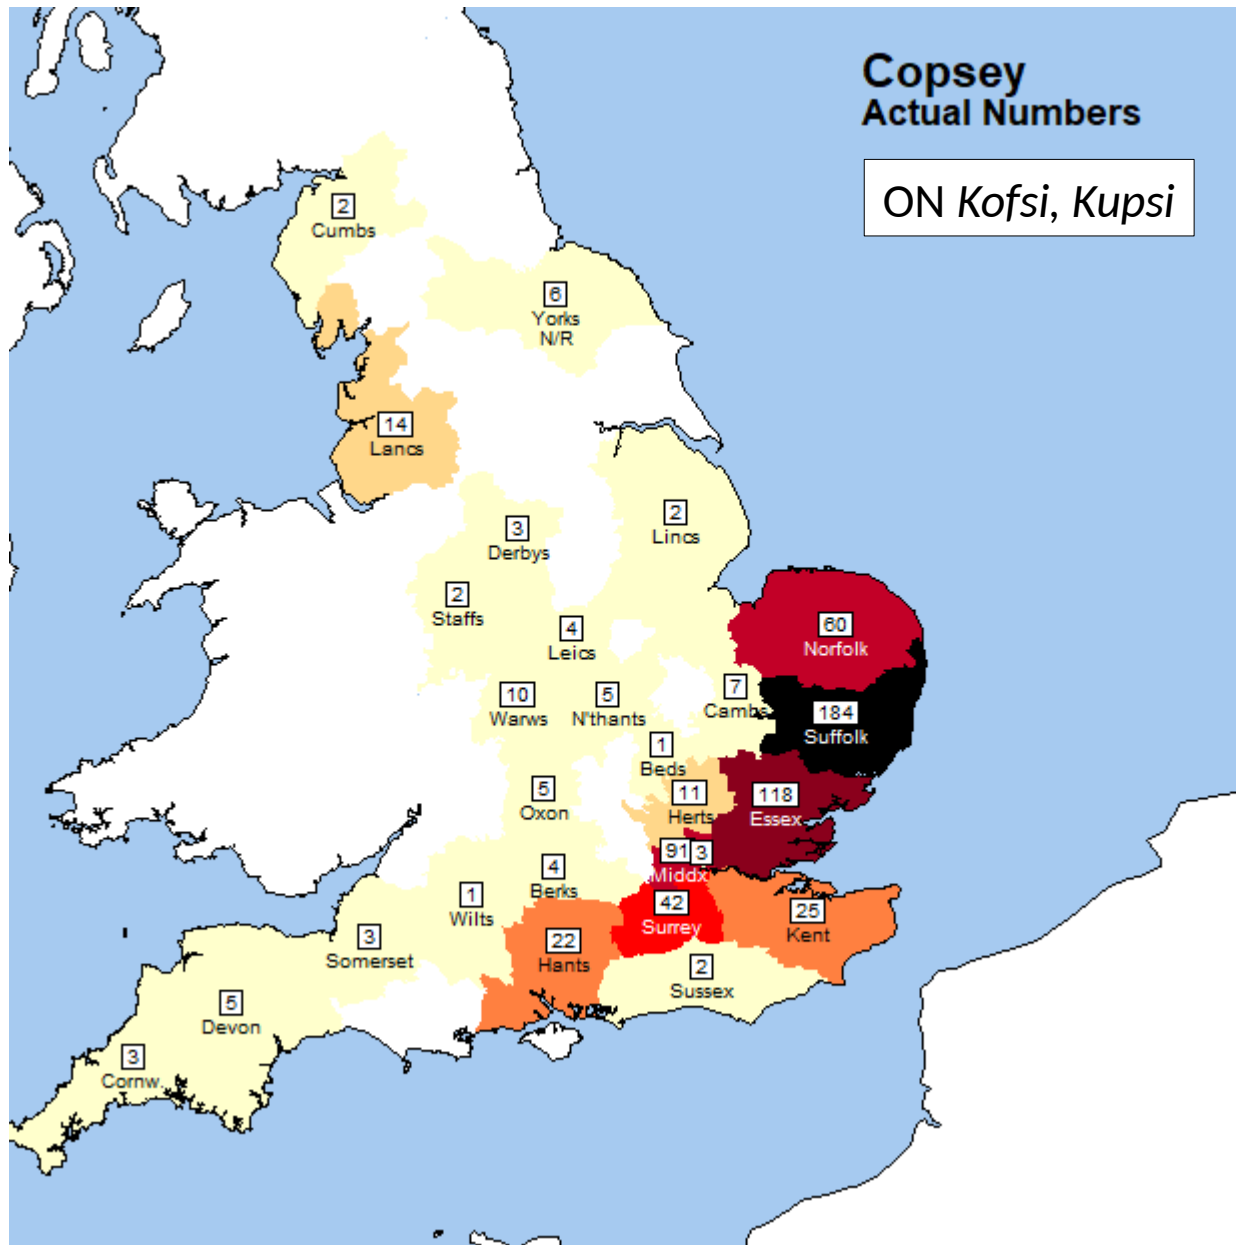 Copsey
Actual Numbers
ON Kofsi, Kupsi
2
Cumbs
6
Yorks
N/R
14
Lancs
3
Derbys
2
Lincs
2
Staffs
4
Leics
60
Norfolk
10
Warws
5
N'thants
7
Cambs
184
Suffolk
1
Beds
5
Oxon
11
Herts
118
Essex
91
3
Middx
4
Berks
1
Wilts
42
Surrey
25
Kent
3
Somerset
22
Hants
2
Sussex
5
Devon
3
Cornw.